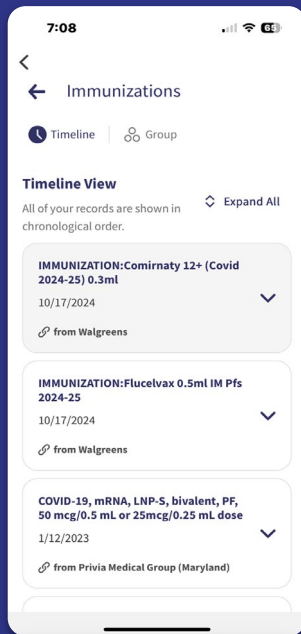 7:08
Immunizations
Timeline
Group
Timeline View
All of your records are shown in
chronological order.
Expand All
IMMUNIZATION:Comirnaty 12+ (Covid
2024-25) 0.3ml
10/17/2024
from Walgreens
IMMUNIZATION:Flucelvax 0.5ml IM Pfs
2024-25
10/17/2024
from Walgreens
COVID-19, mRNA, LNP-S, bivalent, PF,
50 mcg/0.5 mL or 25mcg/0.25 mL dose
1/12/2023
from Privia Medical Group (Maryland)